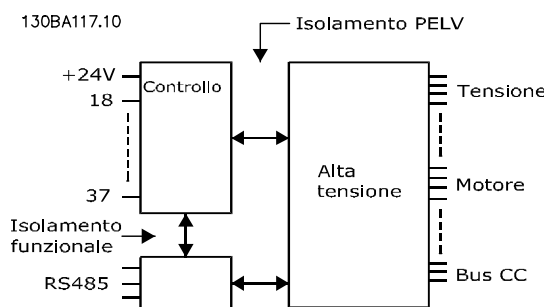 130BA117.10
Isolamento PELV
+24V
Controllo
18
37
Alta
tensione
Tensione
Motore
Bus CC
Isolamento
funzionale
RS485